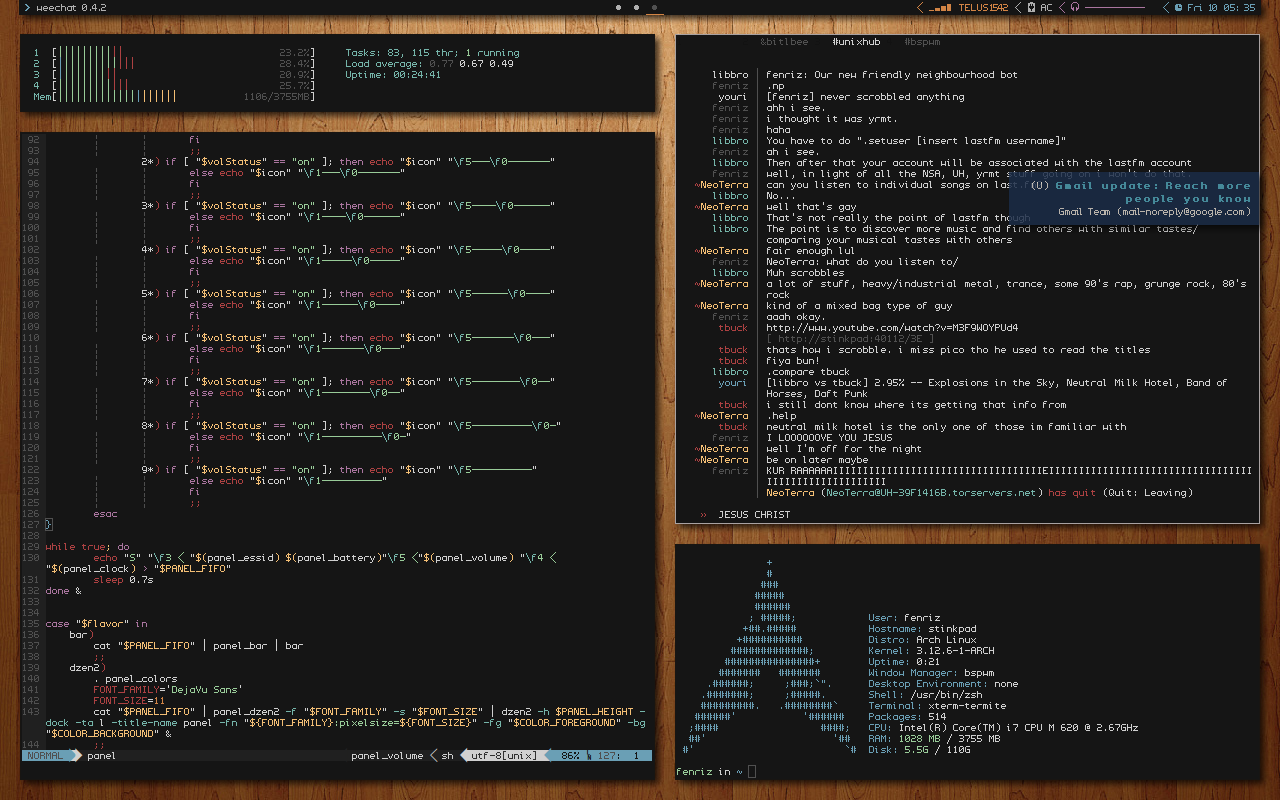 weechat 0.4.2
TELUS1542
AC
Fri 10 05: 35
1 [ 23.2%]
2 [ 28.4%]
3 [ 20.9%]
4 [ 25.7%]
Mem[ 1106/3755MB]
Tasks: 83, 115 thr; 1 running
Load average: 0.77 0.67 0.49
Uptime: 00:24:41
92 fi
93 ;;
94 2*) if [ "$volStatus" == "on" ]; then echo "$icon" "\f5───\f0───────"
95 else echo "$icon" "\f1───\f0───────"
96 fi
97 ;;
98 3*) if [ "$volStatus" == "on" ]; then echo "$icon" "\f5────\f0──────"
99 else echo "$icon" "\f1────\f0──────"
100 fi
101 ;;
102 4*) if [ "$volStatus" == "on" ]; then echo "$icon" "\f5─────\f0─────"
103 else echo "$icon" "\f1─────\f0─────"
104 fi
105 ;;
106 5*) if [ "$volStatus" == "on" ]; then echo "$icon" "\f5──────\f0────"
107 else echo "$icon" "\f1──────\f0────"
108 fi
109 ;;
110 6*) if [ "$volStatus" == "on" ]; then echo "$icon" "\f5───────\f0───"
111 else echo "$icon" "\f1───────\f0───"
112 fi
113 ;;
114 7*) if [ "$volStatus" == "on" ]; then echo "$icon" "\f5────────\f0──"
115 else echo "$icon" "\f1────────\f0──"
116 fi
117 ;;
118 8*) if [ "$volStatus" == "on" ]; then echo "$icon" "\f5─────────\f0─"
119 else echo "$icon" "\f1─────────\f0─"
120 fi
121 ;;
122 9*) if [ "$volStatus" == "on" ]; then echo "$icon" "\f5──────────"
123 else echo "$icon" "\f1──────────"
124 fi
125 ;;
126 esac
127 }
128
129 while true; do
130 echo "S" "\f3 < "$(panel_essid) $(panel_battery)"\f5 <"$(panel_volume) "\f4 <
"$(panel_clock) > "$PANEL_FIFO"
131 sleep 0.7s
132 done &
133
134
135 case "$flavor" in
136 bar)
137 cat "$PANEL_FIFO" | panel_bar | bar
138 ;;
139 dzen2)
140 . panel_colors
141 FONT_FAMILY='DejaVu Sans'
142 FONT_SIZE=11
143 cat "$PANEL_FIFO" | panel_dzen2 -f "$FONT_FAMILY" -s "$FONT_SIZE" | dzen2 -h $PANEL_HEIGHT -
dock -ta l -title-name panel -fn "${FONT_FAMILY}:pixelsize=${FONT_SIZE}" -fg "$COLOR_FOREGROUND" -bg
"$COLOR_BACKGROUND" &
144 ;;
NORMAL panel panel_volume < sh utf-8[unix] 86% 127: 1
&bitlbee #unixhub #bspwm
libbro fenriz: Our new friendly neighbourhood bot
fenriz .np
youri [fenriz] never scrobbled anything
fenriz ahh i see.
fenriz i thought it was yrmt.
fenriz haha
libbro You have to do ".setuser [insert lastfm username]"
fenriz ah i see.
libbro Then after that your account will be associated with the lastfm account
fenriz well, in light of all the NSA, UH, yrmt stuff going on i won't do that.
~NeoTerra can you listen to individual songs on last
libbro No...
~NeoTerra well that's gay
libbro That's not really the point of lastfm though
libbro The point is to discover more music and find others with similar tastes/
comparing your musical tastes with others
~NeoTerra fair enough lul
fenriz NeoTerra: what do you listen to/
libbro Muh scrobbles
~NeoTerra a lot of stuff, heavy/industrial metal, trance, some 90's rap, grunge rock, 80's
rock
~NeoTerra kind of a mixed bag type of guy
fenriz aaah okay.
tbuck http://www.youtube.com/watch?v=M3F9WOYPUd4
[ http://stinkpad:40112/3E ]
tbuck thats how i scrobble. i miss pico tho he used to read the titles
tbuck fiya bun!
libbro .compare tbuck
youri [libbro vs tbuck] 2.95% -- Explosions in the Sky, Neutral Milk Hotel, Band of
Horses, Daft Punk
tbuck i still dont know where its getting that info from
~NeoTerra .help
tbuck neutral milk hotel is the only one of those im familiar with
fenriz I LOOOOOOVE YOU JESUS
~NeoTerra well I'm off for the night
~NeoTerra be on later maybe
fenriz KUR RAAAAAAIIIIIIIIIIIIIIIIIIIIIIIIIIIIIIIIIIIEIIIIIIIIIIIIIIIIIIIIIIIIIIIIIIIIII
IIIIIIIIIIIIIIIIIIII
NeoTerra (NeoTerra@UH-39F1416B.torservers.net) has quit (Quit: Leaving)
» JESUS CHRIST
(U) Gmail update: Reach more
people you know
Gmail Team (mail-noreply@google.com)
User: fenriz
Hostname: stinkpad
Distro: Arch Linux
Kernel: 3.12.6-1-ARCH
Uptime: 0:21
Window Manager: bspwm
Desktop Environment: none
Shell: /usr/bin/zsh
Terminal: xterm-termite
Packages: 514
CPU: Intel(R) Core(TM) i7 CPU M 620 @ 2.67GHz
RAM: 1028 MB / 3755 MB
Disk: 5.5G / 110G
fenriz in ~